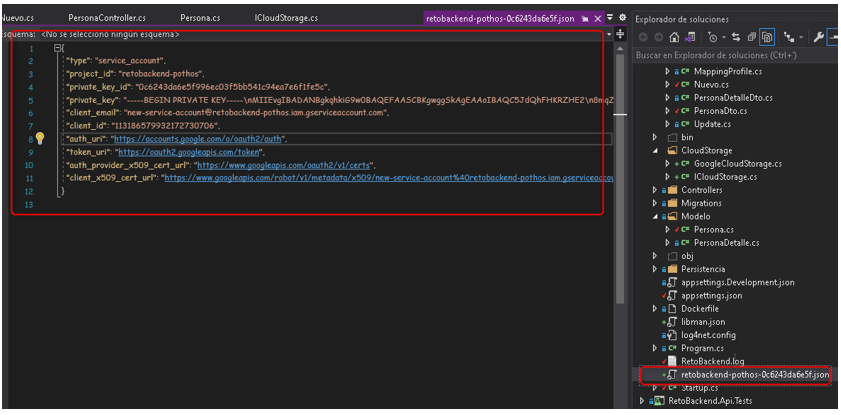 Nuevo.cs PersonaController.cs Persona.cs ICloudStorage.cs retobackend-pothos-0c6243da6e5f.json
Esquema: <No se seleccionó ningún esquema>
1 {
2 "type": "service_account",
3 "project_id": "retobackend-pothos",
4 "private_key_id": "0c6243da6e5f996ec03f5bb541c94ea7e6f1fe5c",
5 "private_key": "-----BEGIN PRIVATE KEY-----\nMIIEvgIBADANBgkqhkiG9w0BAQEFAASCBKgwggSkAgEAAoIBAQC5JdQhFHKRZHE2\n8mqZ
6 "client_email": "new-service-account@retobackend-pothos.iam.gserviceaccount.com",
7 "client_id": "113186579932172730706",
8 "auth_uri": "https://accounts.google.com/o/oauth2/auth",
9 "token_uri": "https://oauth2.googleapis.com/token",
10 "auth_provider_x509_cert_url": "https://www.googleapis.com/oauth2/v1/certs",
11 "client_x509_cert_url": "https://www.googleapis.com/robot/v1/metadata/x509/new-service-account%40retobackend-pothos.iam.gserviceaccou
12 }
13
Explorador de soluciones
Buscar en Explorador de soluciones (Ctrl+')
C# MappingProfile.cs
C# Nuevo.cs
C# PersonaDetalleDto.cs
C# PersonaDto.cs
C# Update.cs
bin
CloudStorage
C# GoogleCloudStorage.cs
C# ICloudStorage.cs
Controllers
Migrations
Modelo
C# Persona.cs
C# PersonaDetalle.cs
obj
Persistencia
appsettings.Development.json
appsettings.json
Dockerfile
libman.json
log4net.config
C# Program.cs
RetoBackend.log
retobackend-pothos-0c6243da6e5f.json
C# Startup.cs
RetoBackend.Api.Tests